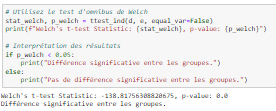 # Utilisez le test d'omnibus de Welch
stat_welch, p_welch = ttest_ind(d, e, equal_var=False)
print(f"Welch's t-test Statistic: {stat_welch}, p-value: {p_welch}")
# Interprétation des résultats
if p_welch < 0.05:
print("Différence significative entre les groupes.")
else:
print("Pas de différence significative entre les groupes.")
Welch's t-test Statistic: -138.81756308820675, p-value: 0.0
Différence significative entre les groupes.